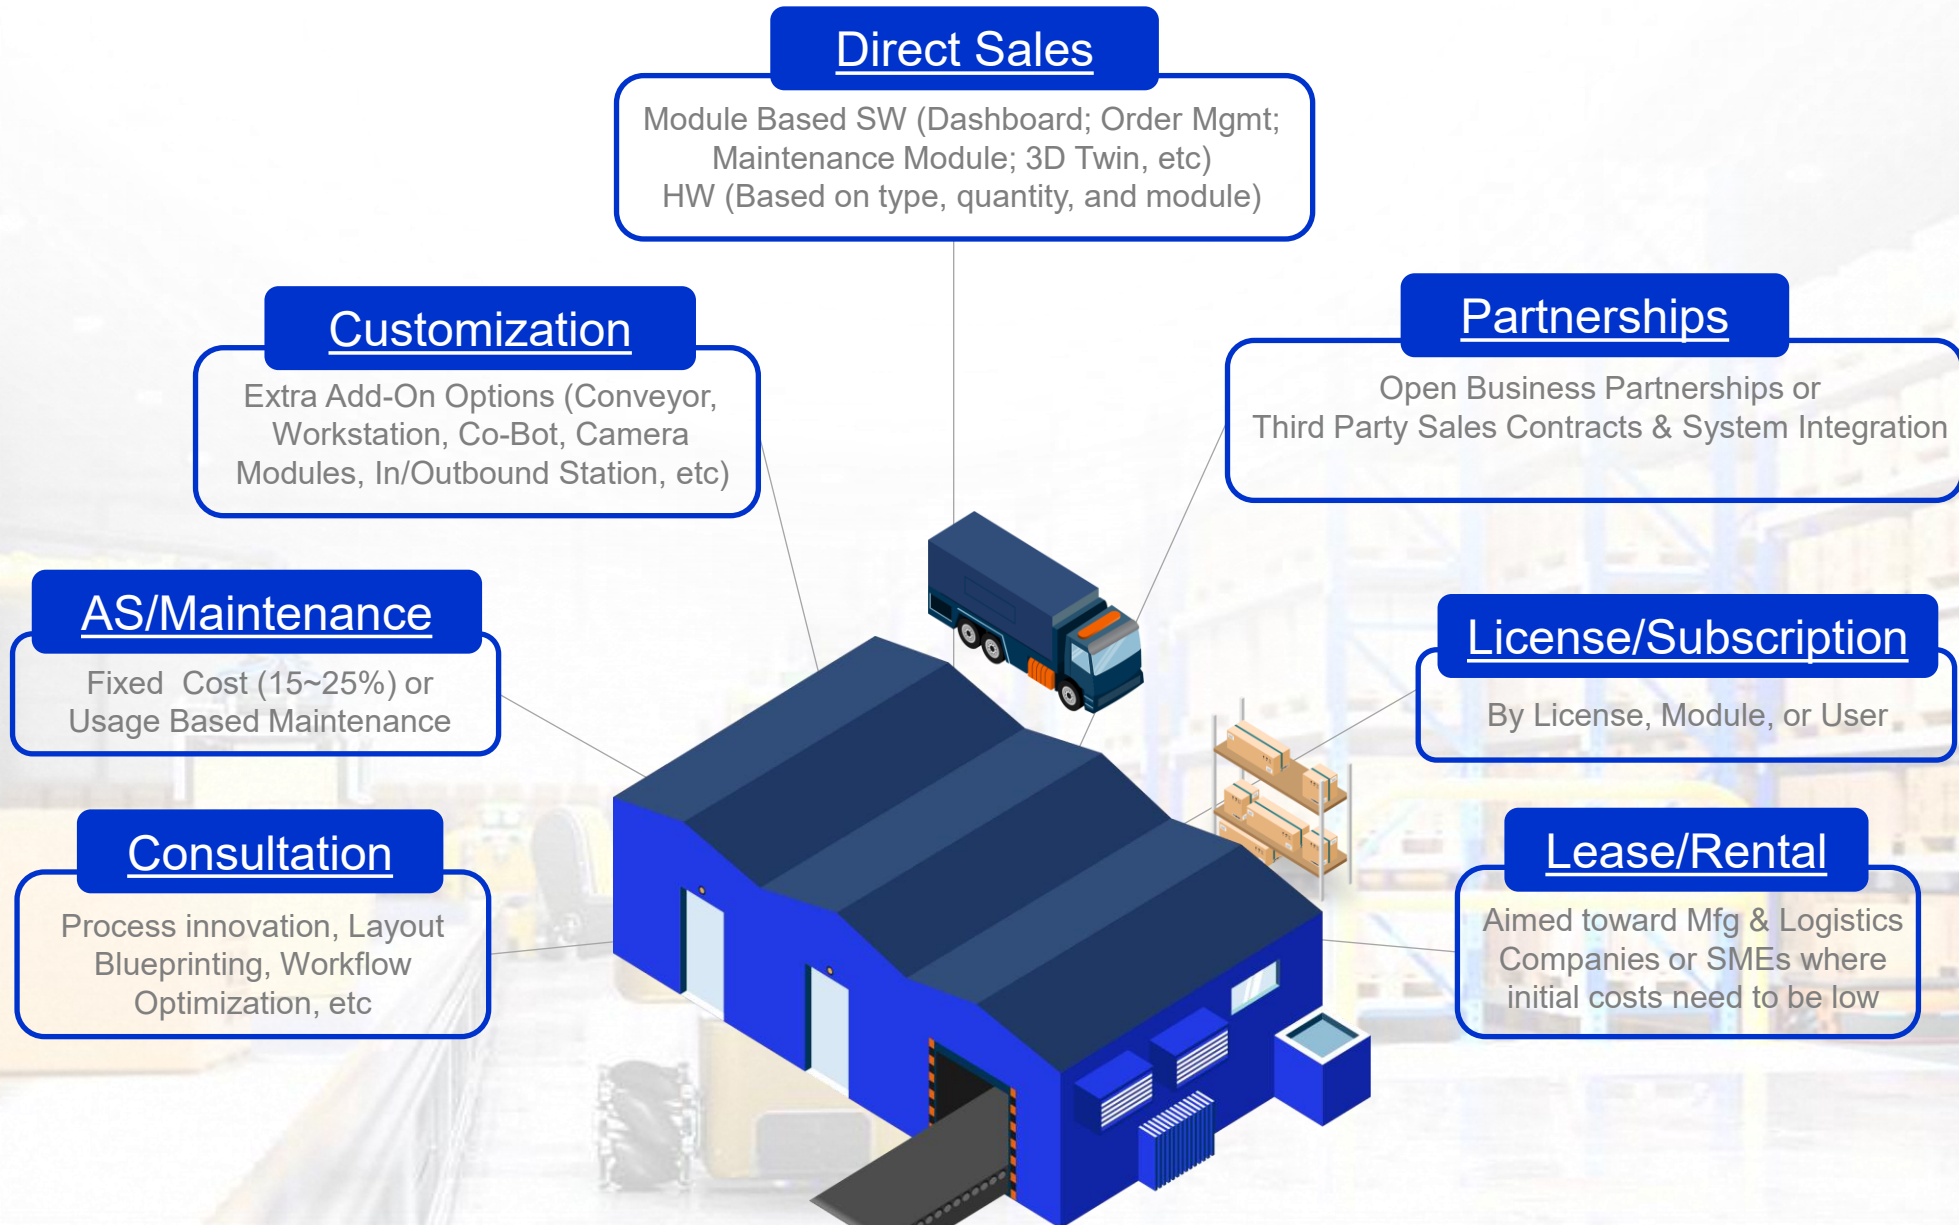 Direct Sales
Module Based SW (Dashboard; Order Mgmt;
Maintenance Module; 3D Twin, etc)
HW (Based on type, quantity, and module)
Customization
Extra Add-On Options (Conveyor,
Workstation, Co-Bot, Camera
Modules, In/Outbound Station, etc)
Partnerships
Open Business Partnerships or
Third Party Sales Contracts & System Integration
AS/Maintenance
Fixed  Cost (15~25%) or
Usage Based Maintenance
License/Subscription
By License, Module, or User
Consultation
Process innovation, Layout
Blueprinting, Workflow
Optimization, etc
Lease/Rental
Aimed toward Mfg & Logistics
Companies or SMEs where
initial costs need to be low